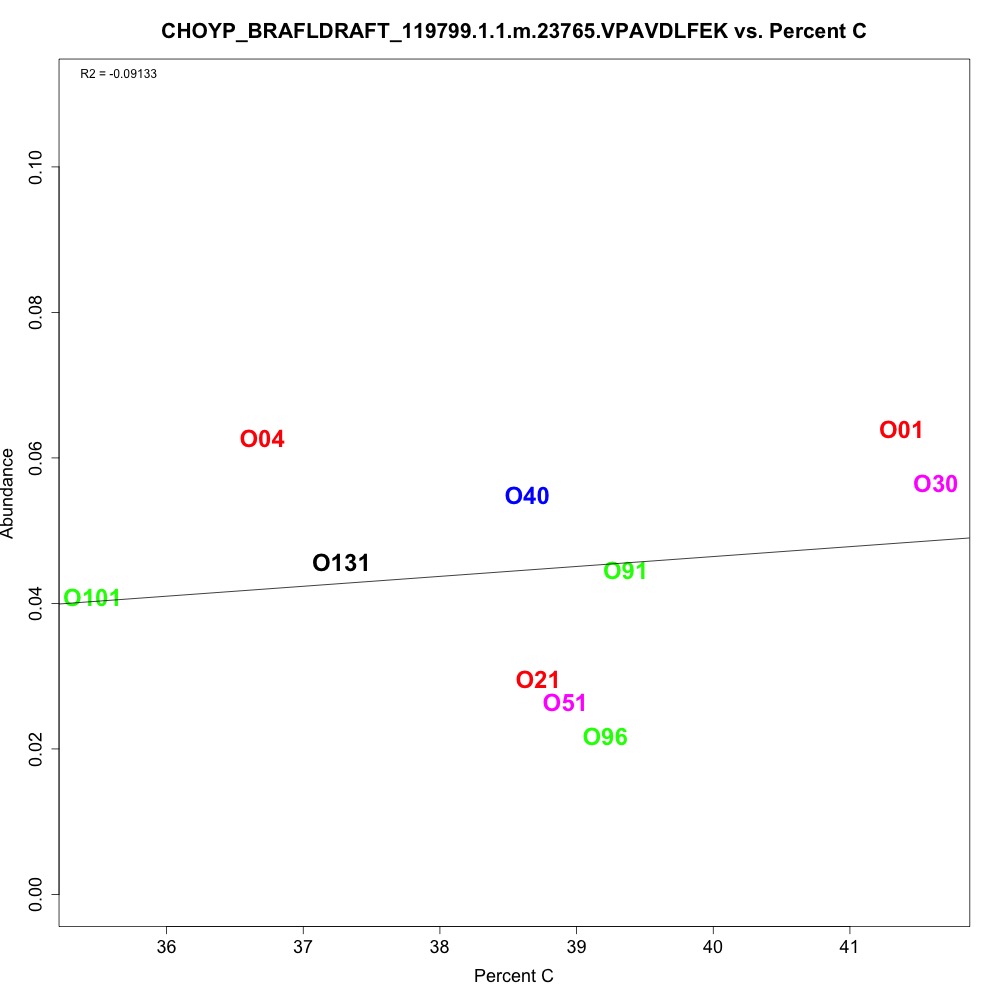 CHOYP_BRAFLDRAFT_119799.1.1.m.23765.VPAVDLFEK vs. Percent C
R2 = -0.09133
0.10
0.08
O01
O04
0.06
O30
O40
Abundance
O131
O91
O101
0.04
O21
O51
O96
0.02
0.00
36 37 38 39 40 41
Percent C